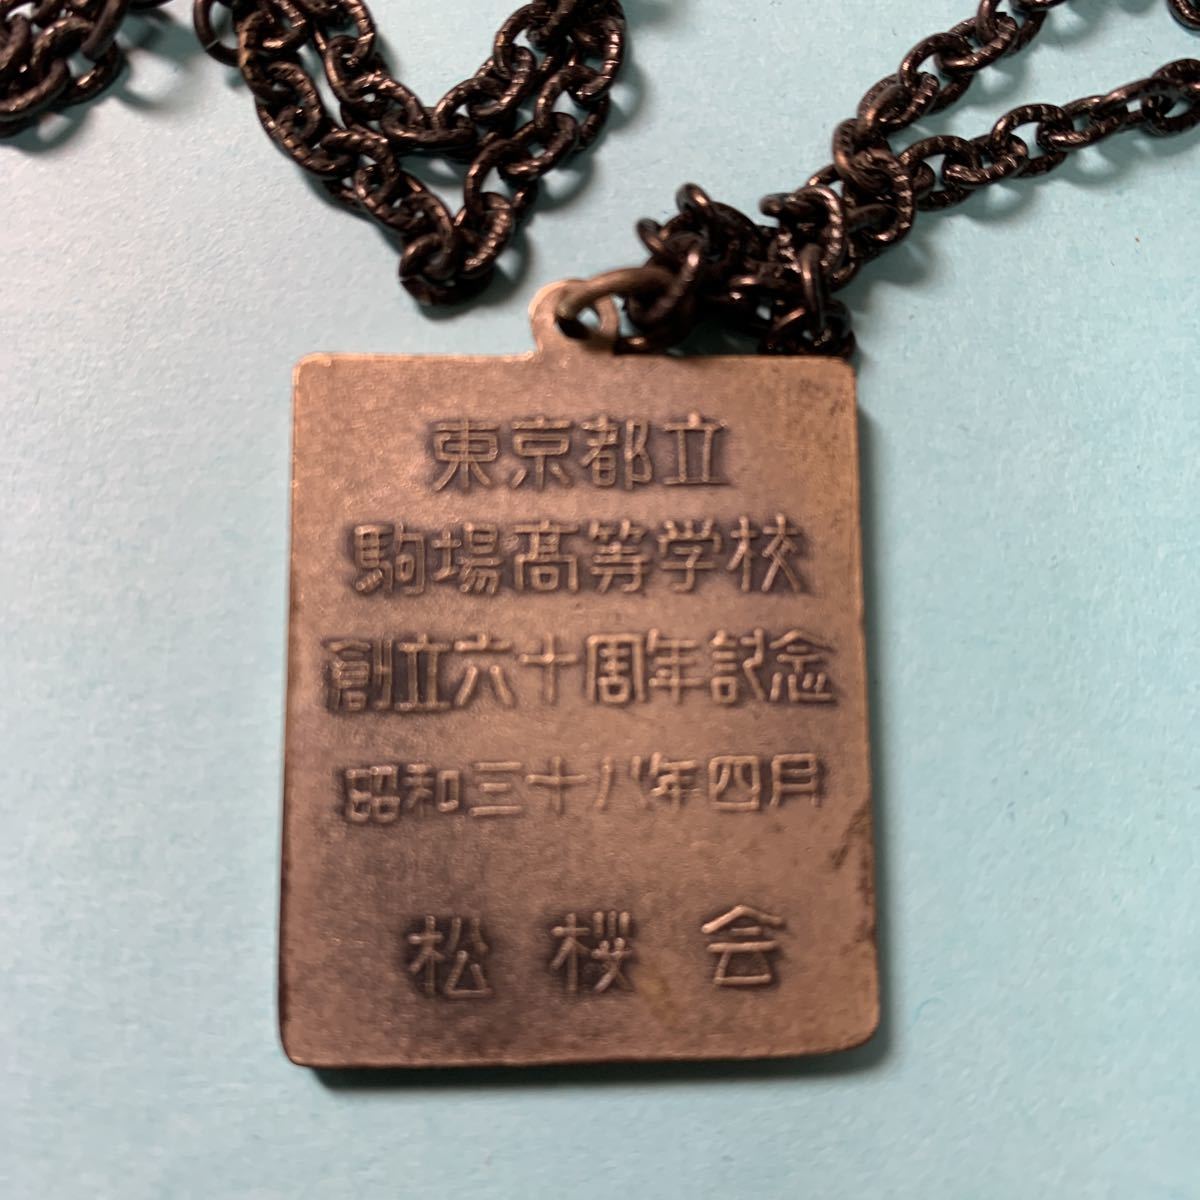 東京都立
駒場高等学校
創立六十周年記念
昭和三十八年四月
松桜会